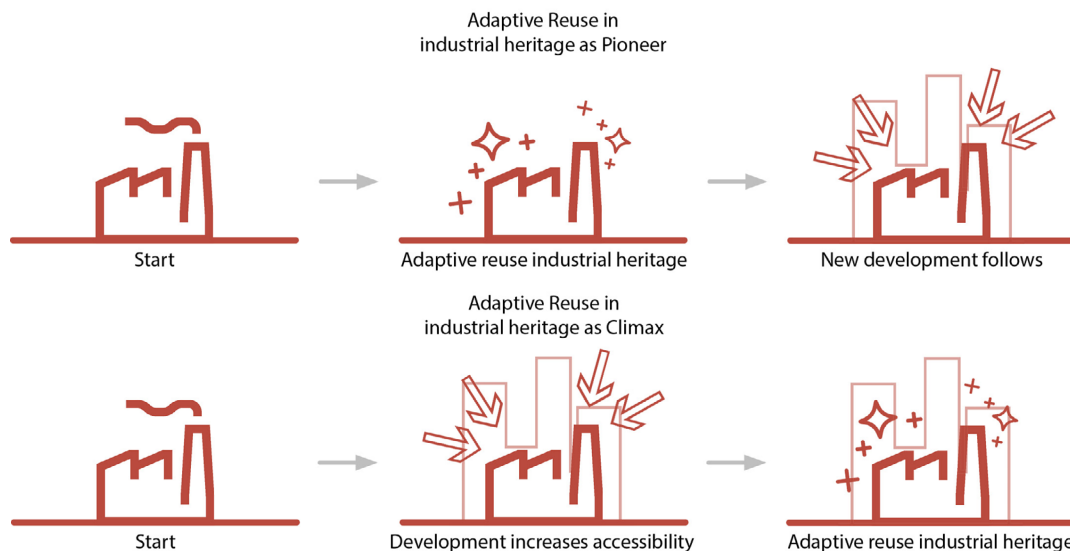 Adaptive Reuse in
industrial heritage as Pioneer
Start
Adaptive reuse industrial heritage
New development follows
Adaptive Reuse in
industrial heritage as Climax
Start
Development increases accessibility
Adaptive reuse industrial heritage